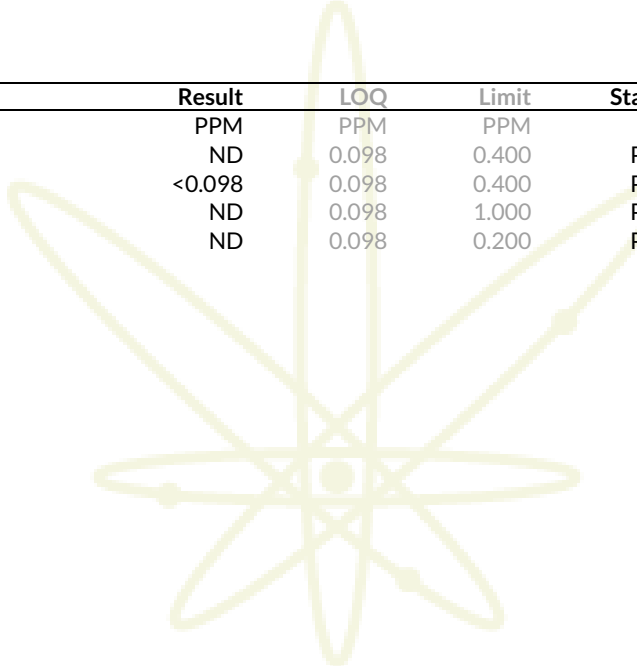 Result LOQ Limit Sta
PPM PPM PPM
ND 0.098 0.400 P
<0.098 0.098 0.400 P
ND 0.098 1.000 P
ND 0.098 0.200 P